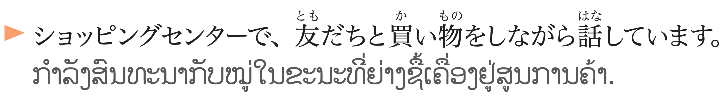 ショッピングセンターで、友だちと買い物をしながら話しています。
ກຳລັງສົນທະນາກັບໝູ່ໃນຂະນະທີ່ຍ່າງຊື້ເຄື່ອງຢູ່ສູນການຄ້າ.